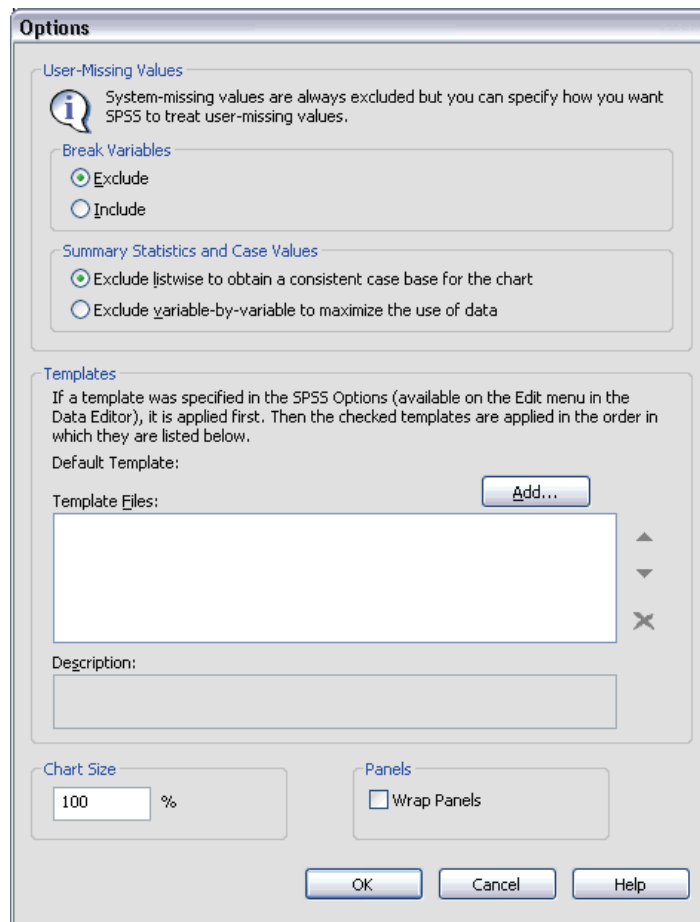 Options
User-Missing Values
System-missing values are always excluded but you can specify how you want
SPSS to treat user-missing values.
Break Variables
Exclude
Include
Summary Statistics and Case Values
Exclude listwise to obtain a consistent case base for the chart
Exclude variable-by-variable to maximize the use of data
Templates
If a template was specified in the SPSS Options (available on the Edit menu in the
Data Editor), it is applied first. Then the checked templates are applied in the order in
which they are listed below.
Default Template:
Add...
Template Files:
Description:
Chart Size
100 %
Panels
Wrap Panels
OK
Cancel
Help